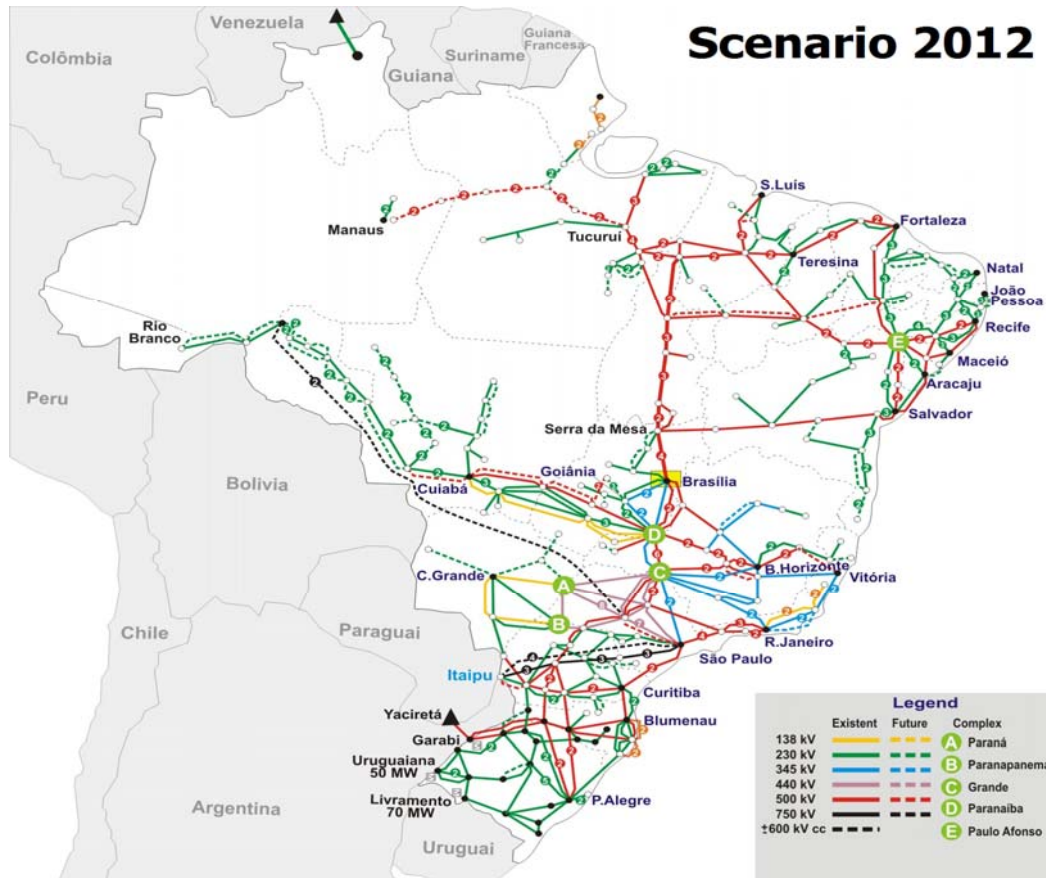 Scenario 2012
Venezuela
Colômbia
Guiana
Suriname
Guiana
Francesa
S.Luís
Fortaleza
Manaus
Tucuruí
Teresina
Natal
João
Pessoa
Rio
Branco
Recife
E
Maceió
Aracaju
Salvador
Peru
Serra da Mesa
Goiânia
Brasília
Cuiabá
Bolivia
D
C.Grande
A
C
B.Horizonte
Vitória
B
R.Janeiro
Chile
Paraguai
São Paulo
Itaipu
Curitiba
Yaciretá
Blumenau
Garabi
Uruguaiana
50 MW
Livramento
70 MW
P.Alegre
Argentina
Uruguai
Legend
Existent Future Complex
138 kV A Paraná
230 kV B Paranapanema
345 kV
440 kV C Grande
500 kV D Paranaíba
750 kV
±600 kV cc E Paulo Afonso